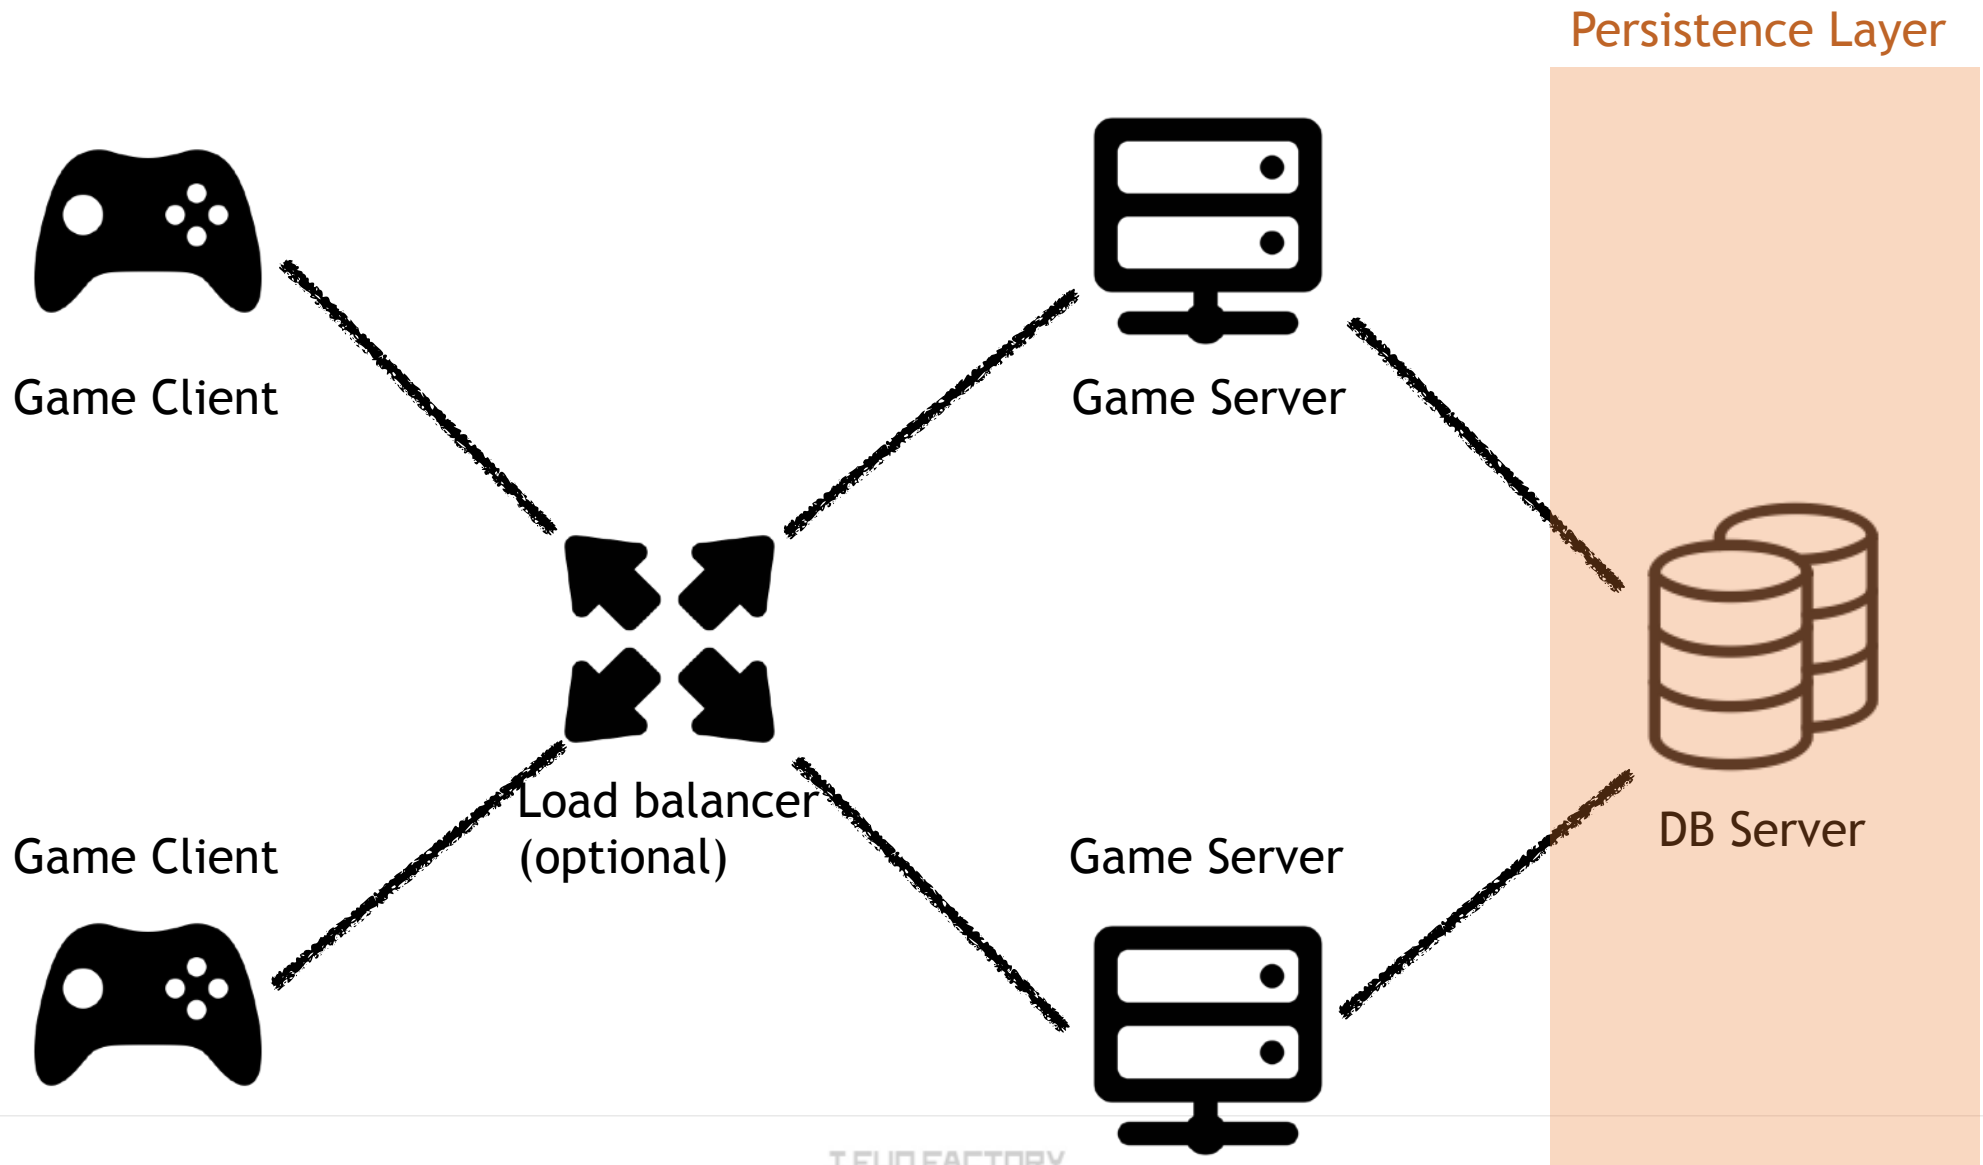 Persistence Layer
Game Client
Game Server
Load balancer
(optional)
DB Server
Game Client
Game Server